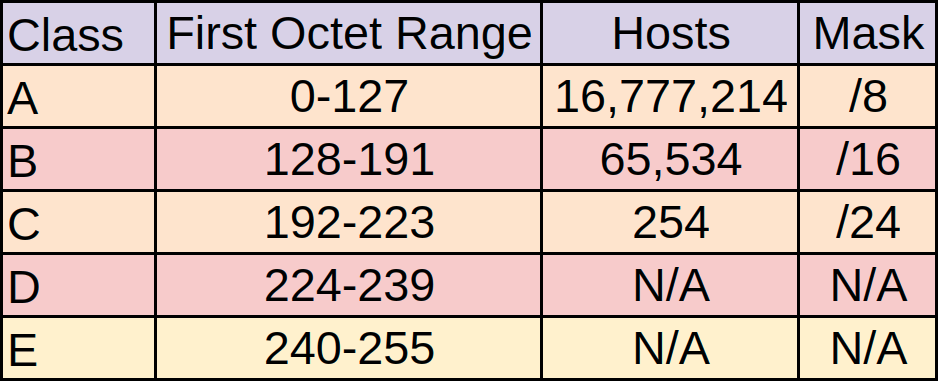 Class First Octet Range Hosts Mask
A 0-127 16,777,214 /8
B 128-191 65,534 /16
C 192-223 254 /24
D 224-239 N/A N/A
E 240-255 N/A N/A